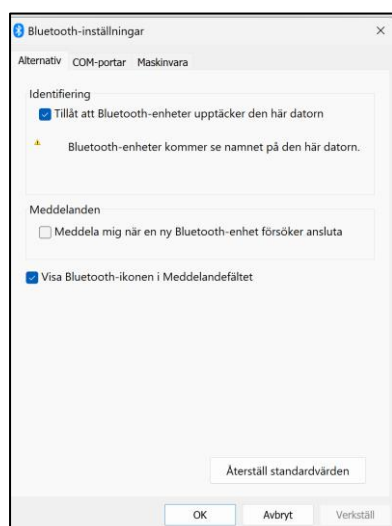 Bluetooth-inställningar
Alternativ COM-portar Maskinvara
Identifiering
Tillåt att Bluetooth-enheter upptäcker den här datorn
Bluetooth-enheter kommer se namnet på den här datorn.
Meddelanden
Meddela mig när en ny Bluetooth-enhet försöker ansluta
Visa Bluetooth-ikonen i Meddelandefältet
Återställ standardvärden
OK Avbryt Verkställ